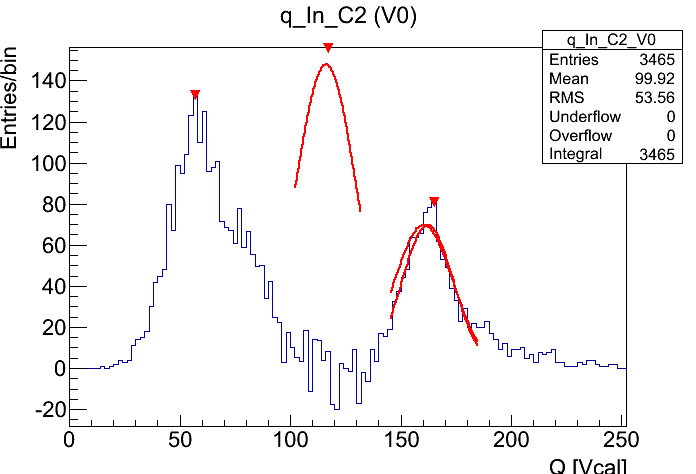 q_In_C2 (V0)
q_In_C2_V0
Entries 3465
Mean 99.92
RMS 53.56
Underflow 0
Overflow 0
Integral 3465
Entries/bin
140
120
100
80
60
40
20
0
-20
0 50 100 150 200 250
Q [Vcal]